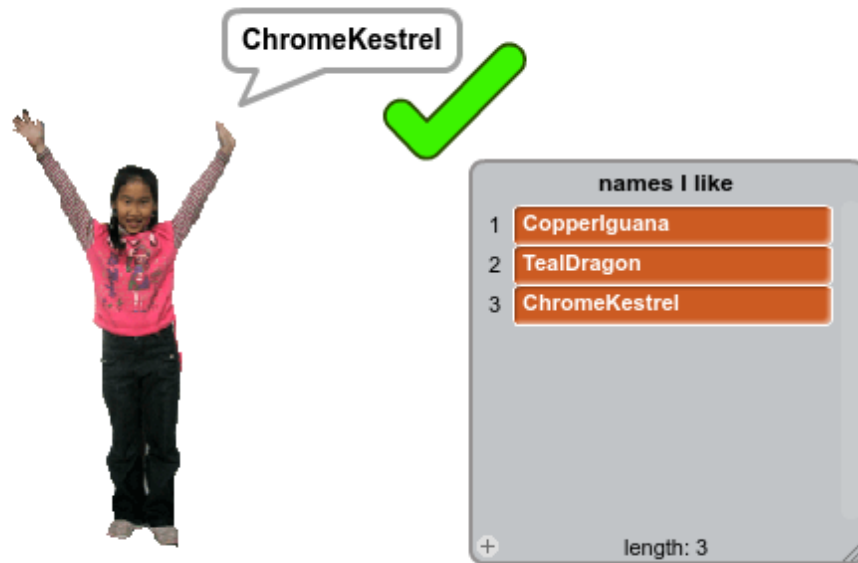 ChromeKestrel
names I like
1 CopperIguana
2 TealDragon
3 ChromeKestrel
+ length: 3